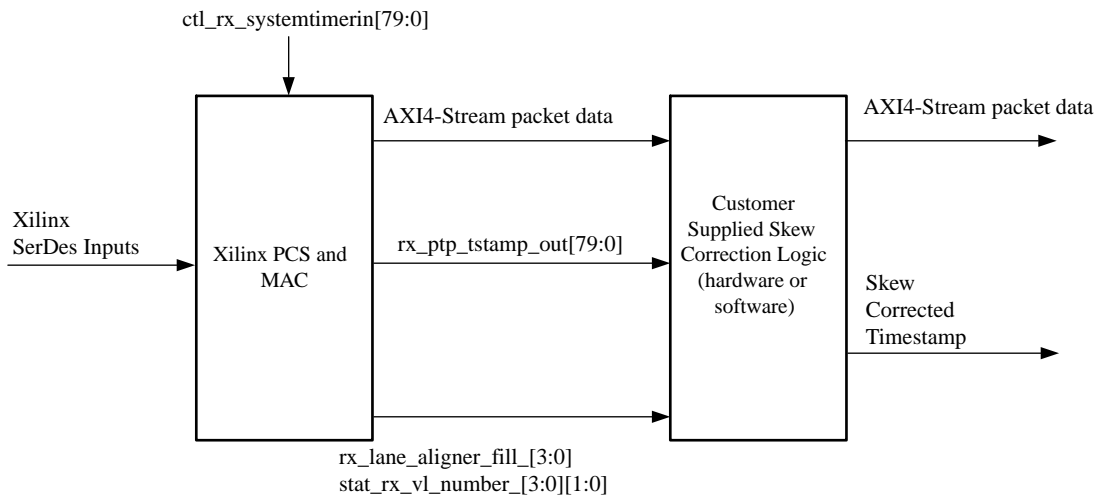 ctl_rx_systemtimerin[79:0]
AXI4-Stream packet data
AXI4-Stream packet data
Xilinx
SerDes Inputs
Xilinx PCS and
MAC
rx_ptp_tstamp_out[79:0]
Customer
Supplied Skew
Correction Logic
(hardware or
software)
Skew
Corrected
Timestamp
rx_lane_aligner_fill_[3:0]
stat_rx_vl_number_[3:0][1:0]